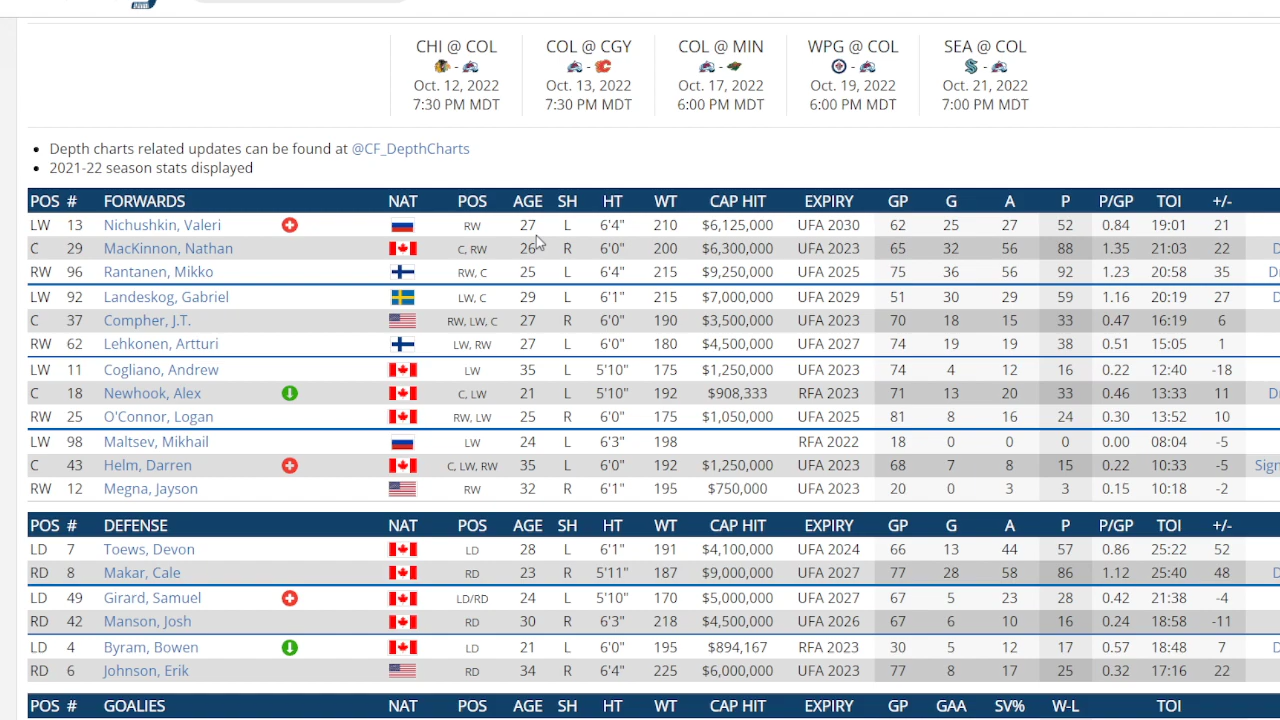 CHI @ COL COL @ CGY COL @ MIN WPG @ COL SEA @ COL
- - - - -
Oct. 12, 2022 Oct. 13, 2022 Oct. 17, 2022 Oct. 19, 2022 Oct. 21, 2022
7:30 PM MDT 7:30 PM MDT 6:00 PM MDT 6:00 PM MDT 7:00 PM MDT
Depth charts related updates can be found at @CF_DepthCharts
2021-22 season stats displayed
POS # FORWARDS NAT POS AGE SH HT WT CAP HIT EXPIRY GP G A P P/GP TOI +/-
LW 13 Nichushkin, Valeri RW 27 L 6'4" 210 $6,125,000 UFA 2030 62 25 27 52 0.84 19:01 21
C 29 MacKinnon, Nathan C, RW 26 R 6'0" 200 $6,300,000 UFA 2023 65 32 56 88 1.35 21:03 22 D
RW 96 Rantanen, Mikko RW, C 25 L 6'4" 215 $9,250,000 UFA 2025 75 36 56 92 1.23 20:58 35 D
LW 92 Landeskog, Gabriel LW, C 29 L 6'1" 215 $7,000,000 UFA 2029 51 30 29 59 1.16 20:19 27 D
C 37 Compher, J.T. RW, LW, C 27 R 6'0" 190 $3,500,000 UFA 2023 70 18 15 33 0.47 16:19 6
RW 62 Lehkonen, Artturi LW, RW 27 L 6'0" 180 $4,500,000 UFA 2027 74 19 19 38 0.51 15:05 1
LW 11 Cogliano, Andrew LW 35 L 5'10" 175 $1,250,000 UFA 2023 74 4 12 16 0.22 12:40 -18
C 18 Newhook, Alex C, LW 21 L 5'10" 192 $908,333 RFA 2023 71 13 20 33 0.46 13:33 11 D
RW 25 O'Connor, Logan RW, LW 25 R 6'0" 175 $1,050,000 UFA 2025 81 8 16 24 0.30 13:52 10
LW 98 Maltsev, Mikhail LW 24 L 6'3" 198 RFA 2022 18 0 0 0 0.00 08:04 -5
C 43 Helm, Darren C, LW, RW 35 L 6'0" 192 $1,250,000 UFA 2023 68 7 8 15 0.22 10:33 -5 Sign
RW 12 Megna, Jayson RW 32 R 6'1" 195 $750,000 UFA 2023 20 0 3 3 0.15 10:18 -2
POS # DEFENSE NAT POS AGE SH HT WT CAP HIT EXPIRY GP G A P P/GP TOI +/-
LD 7 Toews, Devon LD 28 L 6'1" 191 $4,100,000 UFA 2024 66 13 44 57 0.86 25:22 52
RD 8 Makar, Cale RD 23 R 5'11" 187 $9,000,000 UFA 2027 77 28 58 86 1.12 25:40 48 D
LD 49 Girard, Samuel LD/RD 24 L 5'10" 170 $5,000,000 UFA 2027 67 5 23 28 0.42 21:38 -4
RD 42 Manson, Josh RD 30 R 6'3" 218 $4,500,000 UFA 2026 67 6 10 16 0.24 18:58 -11
LD 4 Byram, Bowen LD 21 L 6'0" 195 $894,167 RFA 2023 30 5 12 17 0.57 18:48 7 D
RD 6 Johnson, Erik RD 34 R 6'4" 225 $6,000,000 UFA 2023 77 8 17 25 0.32 17:16 22
POS # GOALIES NAT POS AGE SH HT WT CAP HIT EXPIRY GP GAA SV% W-L TOI